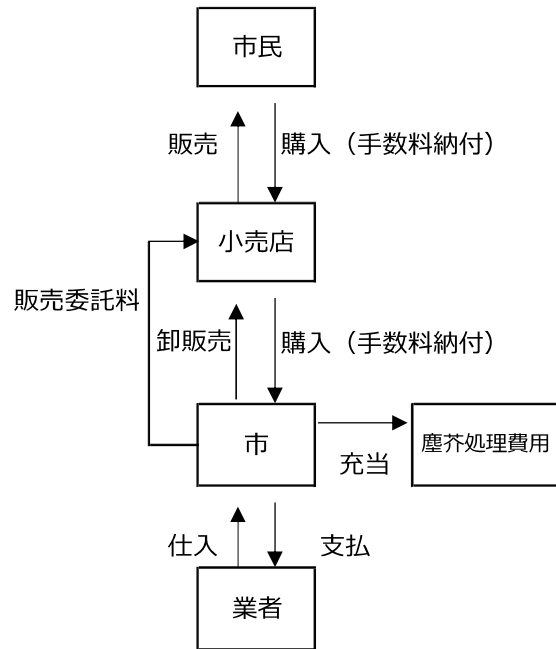 市民
販売
購入（手数料納付）
小売店
販売委託料
卸販売
購入（手数料納付）
市
塵芥処理費用
充当
仕入
支払
業者